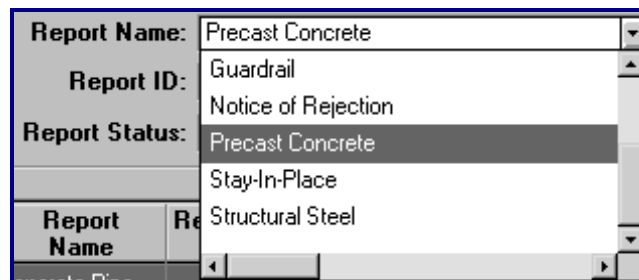 Report Name: Precast Concrete
Guardrail
Report ID:
Notice of Rejection
Report Status:
Precast Concrete
Stay-In-Place
Structural Steel
Report Name